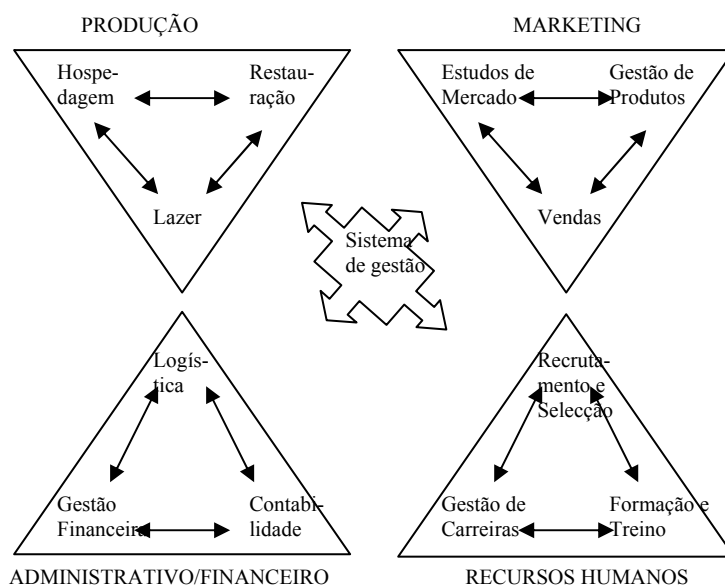 PRODUÇÃO
MARKETING
Hospe-
dagem
Restau-
ração
Lazer
Estudos de
Mercado
Gestão de
Produtos
Vendas
Sistema
de gestão
Logís-
tica
Gestão
Financeira
Contabi-
lidade
Recruta-
mento e
Selecção
Gestão de
Carreiras
Formação e
Treino
ADMINISTRATIVO/FINANCEIRO
RECURSOS HUMANOS